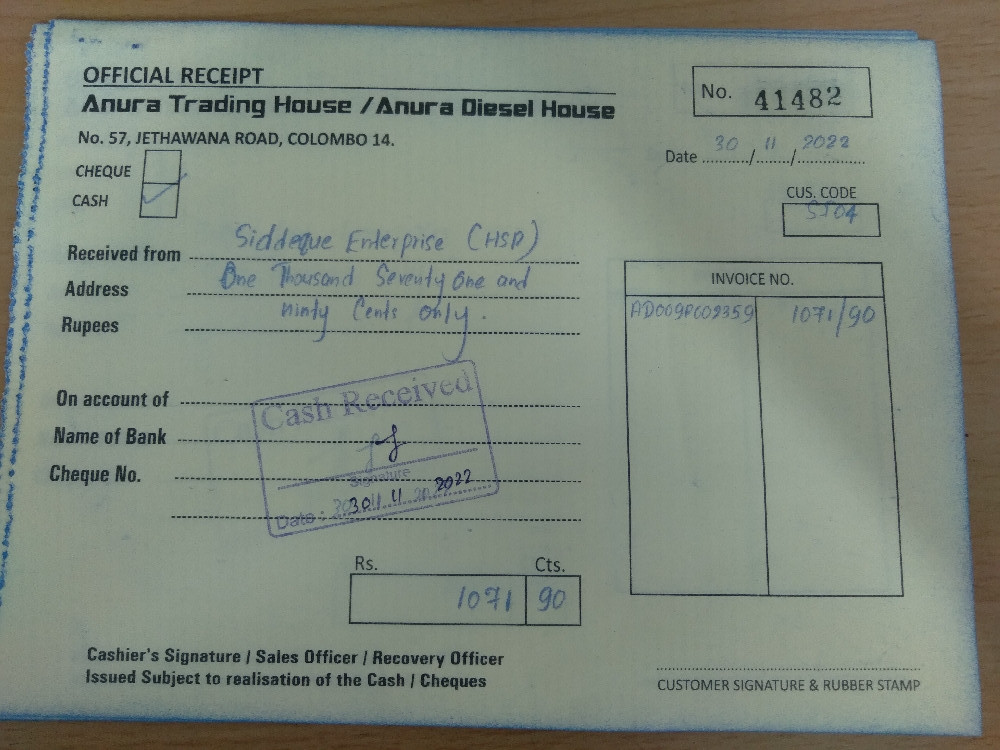 OFFICIAL RECEIPT
Anura Trading House /Anura Diesel House
No. 57, JETHAWANA ROAD, COLOMBO 14.
No. 41482
Date 30/11/2022
CHEQUE
CASH
CUS. CODE
SJ04
Received from Siddeque Enterprise (HSP)
Address One Thousand Seventy One and
Rupees ninty Cents only.
INVOICE NO.
1071/90
On account of
Name of Bank
Cheque No.
Cash Received
Signature
Date : 30 11 2022
Rs. Cts.
1071 90
Cashier's Signature / Sales Officer / Recovery Officer
Issued Subject to realisation of the Cash / Cheques
CUSTOMER SIGNATURE & RUBBER STAMP